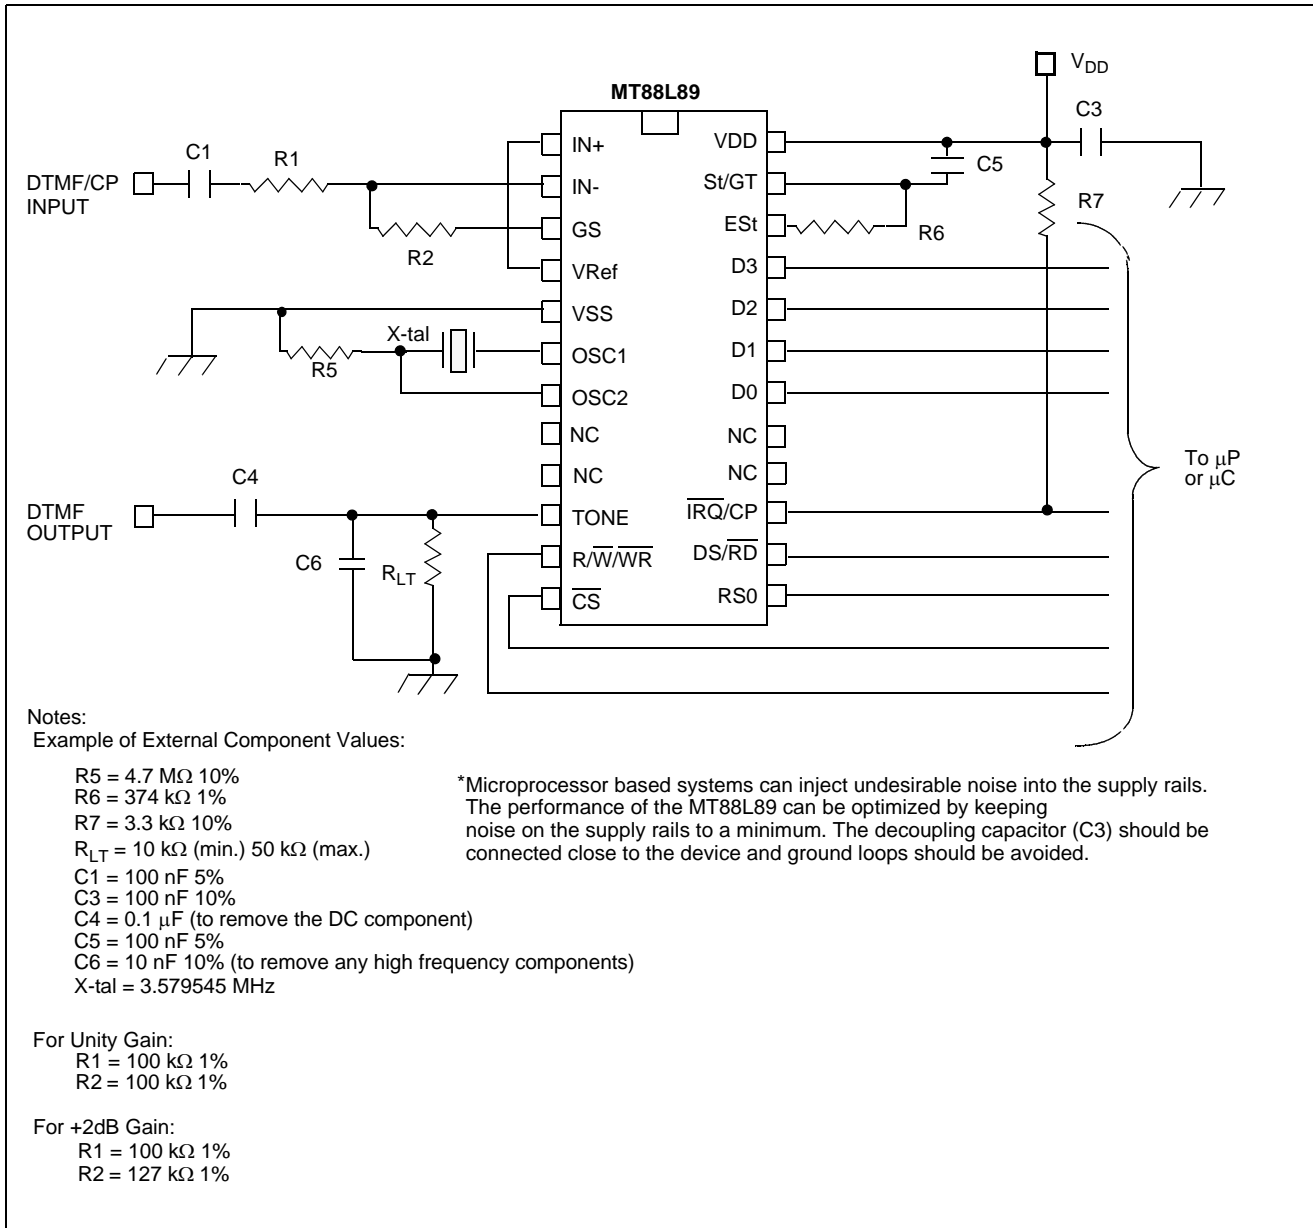 V_DD
MT88L89
C3
C1
R1
IN+
VDD
C5
DTMF/CP
INPUT
IN-
St/GT
R7
R2
GS
ESt
R6
VRef
D3
VSS
D2
X-tal
R5
OSC1
D1
OSC2
D0
NC
NC
To μP
or μC
C4
NC
NC
DTMF
OUTPUT
TONE
I̅R̅Q̅/CP
C6
R_LT
R/W̅/W̅R̅
DS/R̅D̅
C̅S̅
RS0
Notes:
Example of External Component Values:
R5 = 4.7 MΩ 10%
R6 = 374 kΩ 1%
R7 = 3.3 kΩ 10%
R_LT = 10 kΩ (min.) 50 kΩ (max.)
C1 = 100 nF 5%
C3 = 100 nF 10%
C4 = 0.1 μF (to remove the DC component)
C5 = 100 nF 5%
C6 = 10 nF 10% (to remove any high frequency components)
X-tal = 3.579545 MHz
*Microprocessor based systems can inject undesirable noise into the supply rails.
The performance of the MT88L89 can be optimized by keeping
noise on the supply rails to a minimum. The decoupling capacitor (C3) should be
connected close to the device and ground loops should be avoided.
For Unity Gain:
R1 = 100 kΩ 1%
R2 = 100 kΩ 1%
For +2dB Gain:
R1 = 100 kΩ 1%
R2 = 127 kΩ 1%